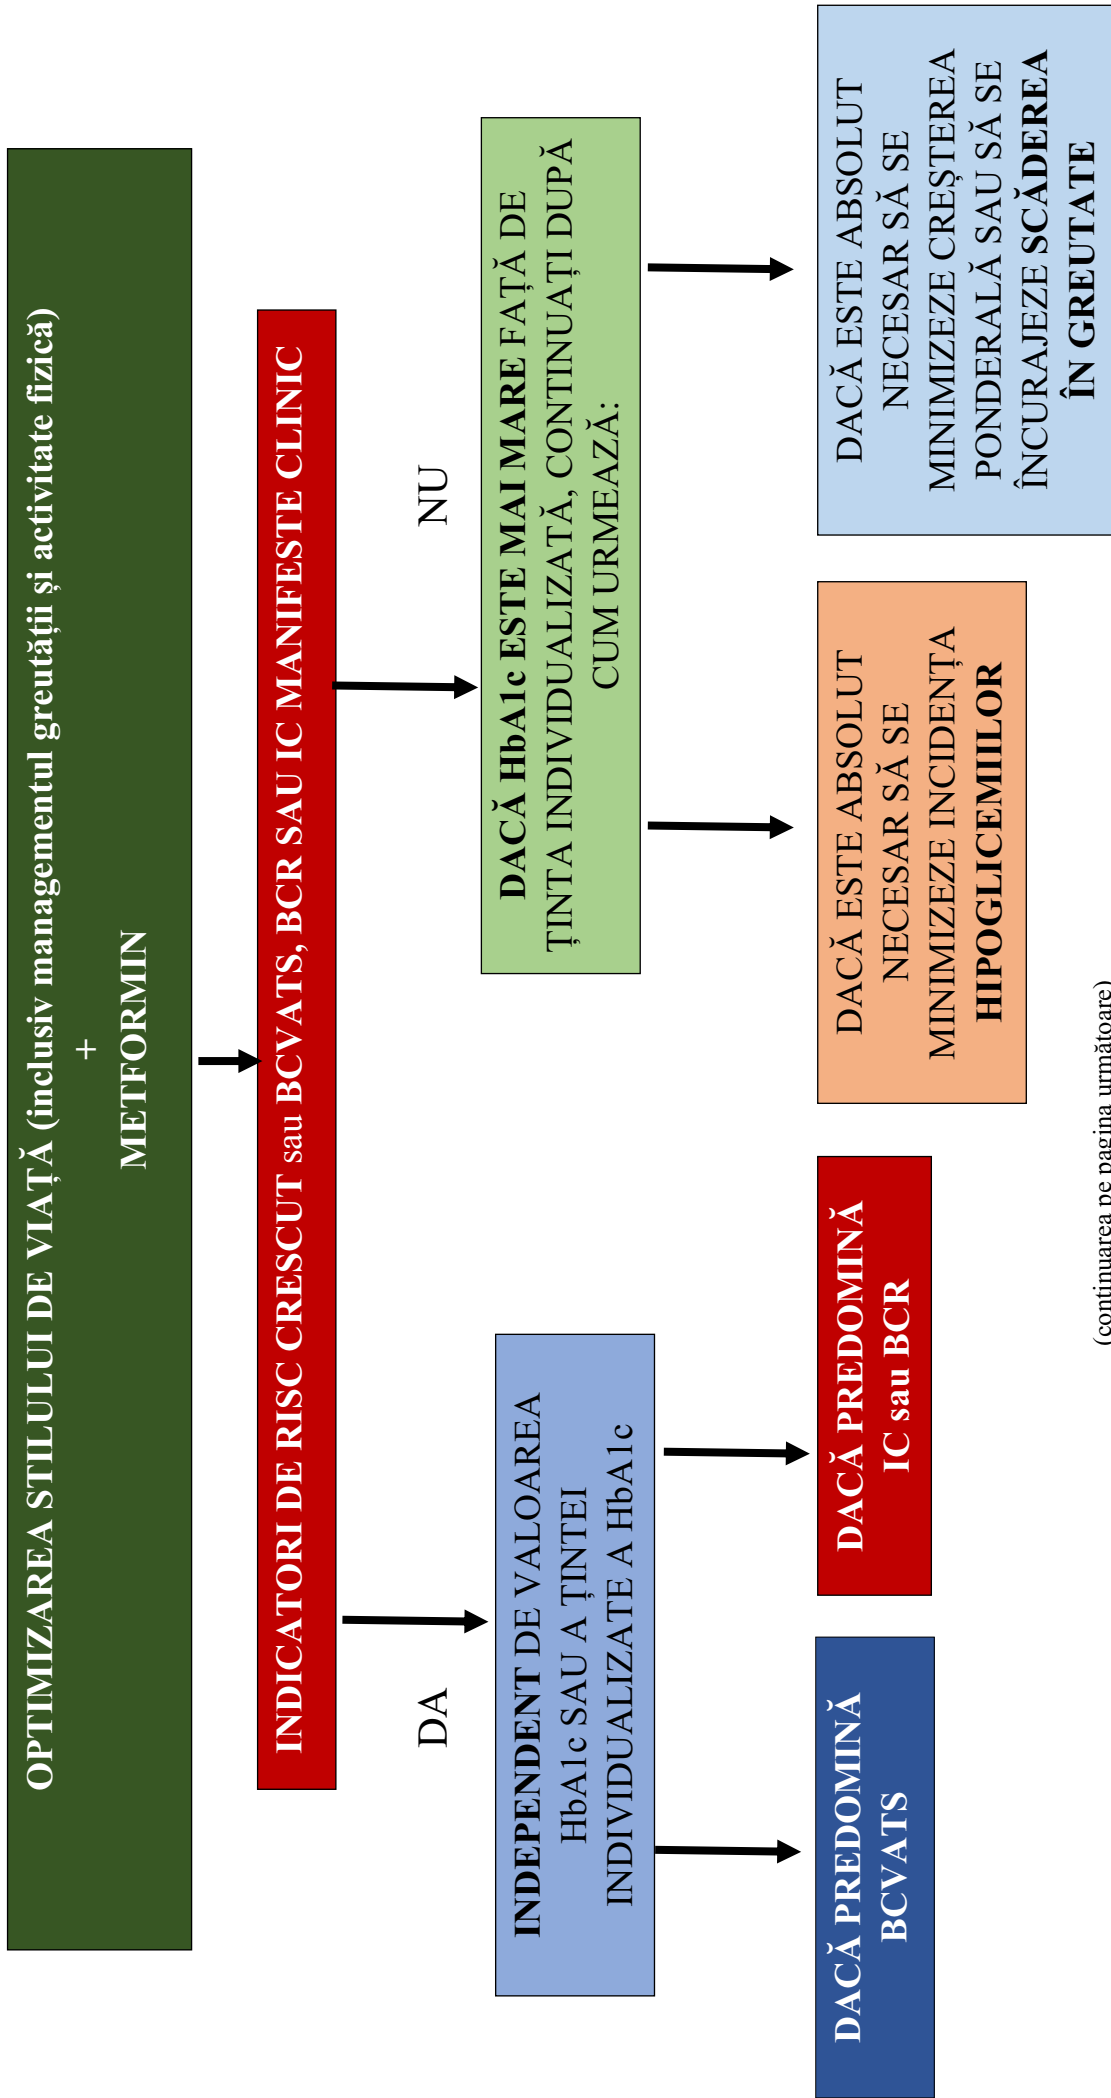 OPTIMIZAREA STILULUI DE VIAȚĂ (inclusiv managementul greutății și activitate fizică)
+
METFORMIN
INDICATORI DE RISC CRESCUT sau BCVATS, BCR SAU IC MANIFESTE CLINIC
DA
NU
INDEPENDENT DE VALOAREA
HbA1c SAU A ȚINTEI
INDIVIDUALIZATE A HbA1c
DACĂ HbA1c ESTE MAI MARE FAȚĂ DE
ȚINTA INDIVIDUALIZATĂ, CONTINUAȚI DUPĂ
CUM URMEAZĂ:
DACĂ PREDOMINĂ
BCVATS
DACĂ PREDOMINĂ
IC sau BCR
DACĂ ESTE ABSOLUT
NECESAR SĂ SE
MINIMIZEZE INCIDENȚA
HIPOGLICEMIILOR
DACĂ ESTE ABSOLUT
NECESAR SĂ SE
MINIMIZEZE CREȘTEREA
PONDERALĂ SAU SĂ SE
ÎNCURAJEZE SCĂDEREA
ÎN GREUTATE
(continuarea pe pagina următoare)